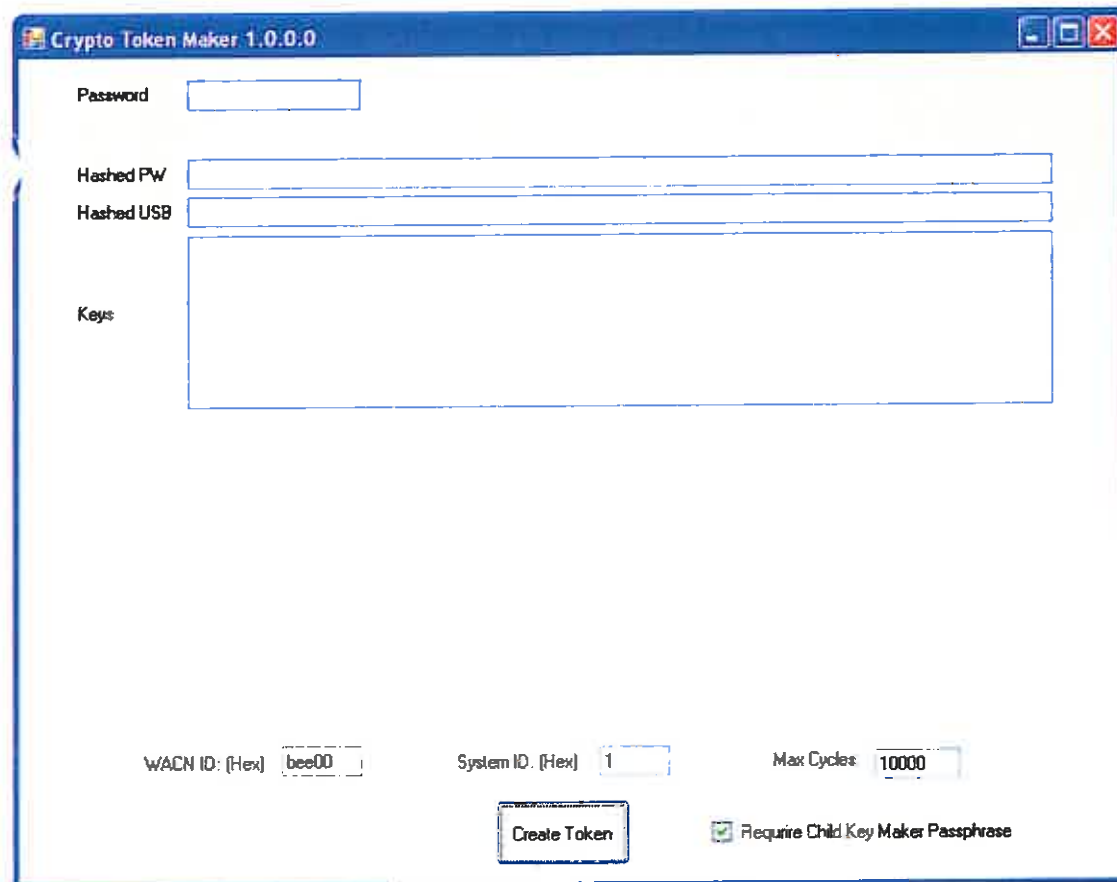 Crypto Token Maker 1.0.0.0
Password
Hashed PW
Hashed USB
Keys
WACN ID: (Hex) bee00 System ID. (Hex) 1 Max Cycles 10000
Create Token Requrire Child Key Maker Passphrase